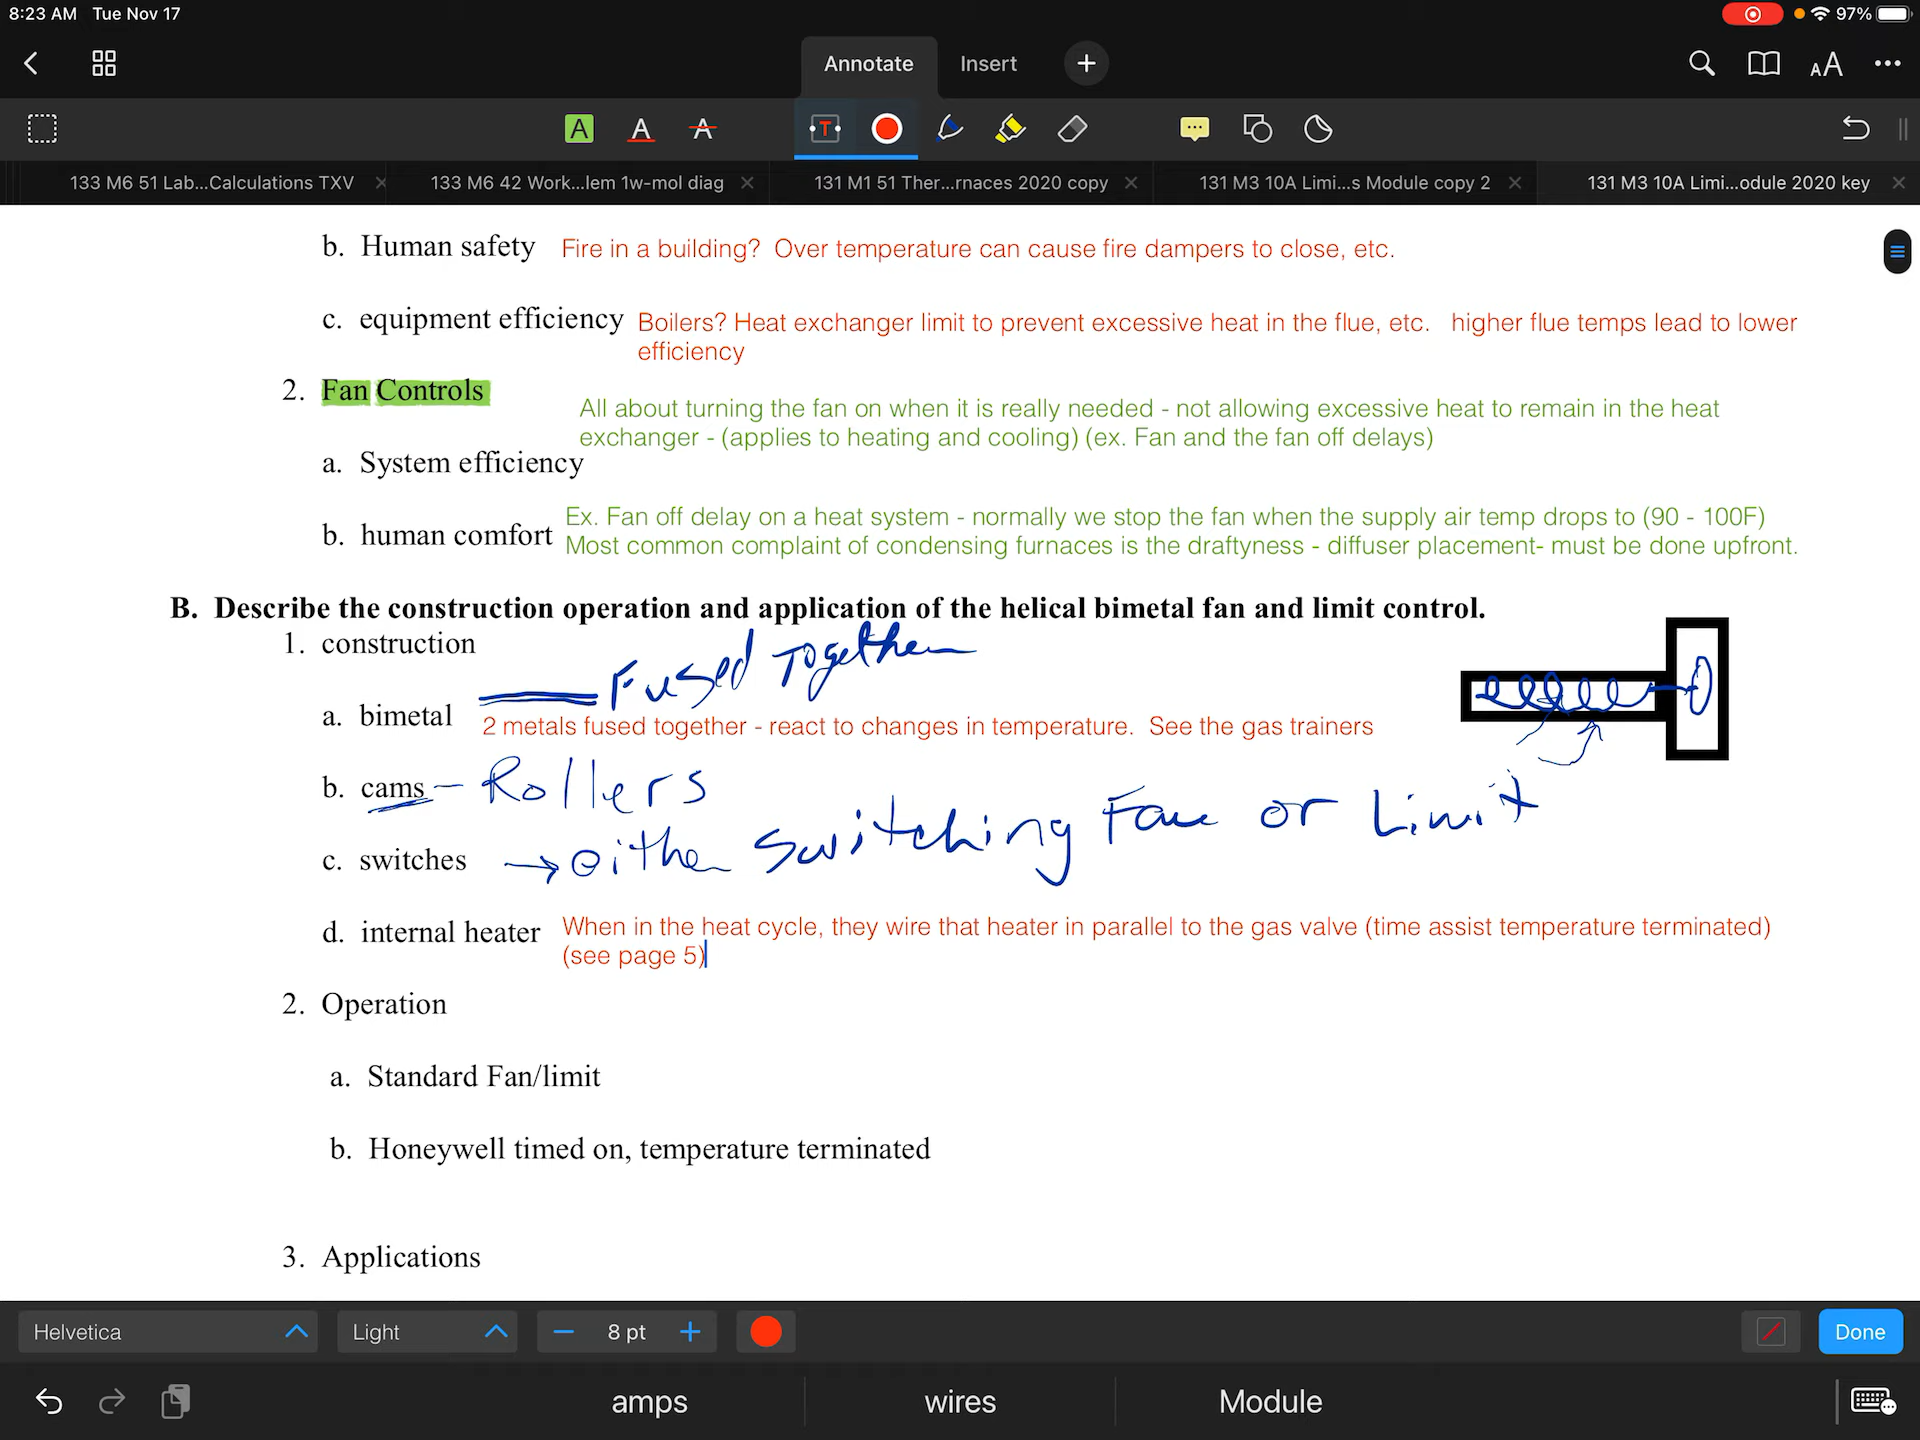 8:23 AM Tue Nov 17
97%
Annotate Insert
133 M6 51 Lab...Calculations TXV
133 M6 42 Work...lem 1w-mol diag
131 M1 51 Ther...rnaces 2020 copy
131 M3 10A Limi...s Module copy 2
131 M3 10A Limi...odule 2020 key
b. Human safety Fire in a building? Over temperature can cause fire dampers to close, etc.
c. equipment efficiency Boilers? Heat exchanger limit to prevent excessive heat in the flue, etc. higher flue temps lead to lower
efficiency
2. Fan Controls
All about turning the fan on when it is really needed - not allowing excessive heat to remain in the heat
exchanger - (applies to heating and cooling) (ex. Fan and the fan off delays)
a. System efficiency
Ex. Fan off delay on a heat system - normally we stop the fan when the supply air temp drops to (90 - 100F)
b. human comfort Most common complaint of condensing furnaces is the draftyness - diffuser placement- must be done upfront.
B. Describe the construction operation and application of the helical bimetal fan and limit control.
1. construction
Fused Together
a. bimetal 2 metals fused together - react to changes in temperature. See the gas trainers
b. cams - Rollers
c. switches → either switching Fan or Limit
d. internal heater When in the heat cycle, they wire that heater in parallel to the gas valve (time assist temperature terminated)
(see page 5)
2. Operation
a. Standard Fan/limit
b. Honeywell timed on, temperature terminated
3. Applications
Helvetica Light 8 pt Done
amps wires Module